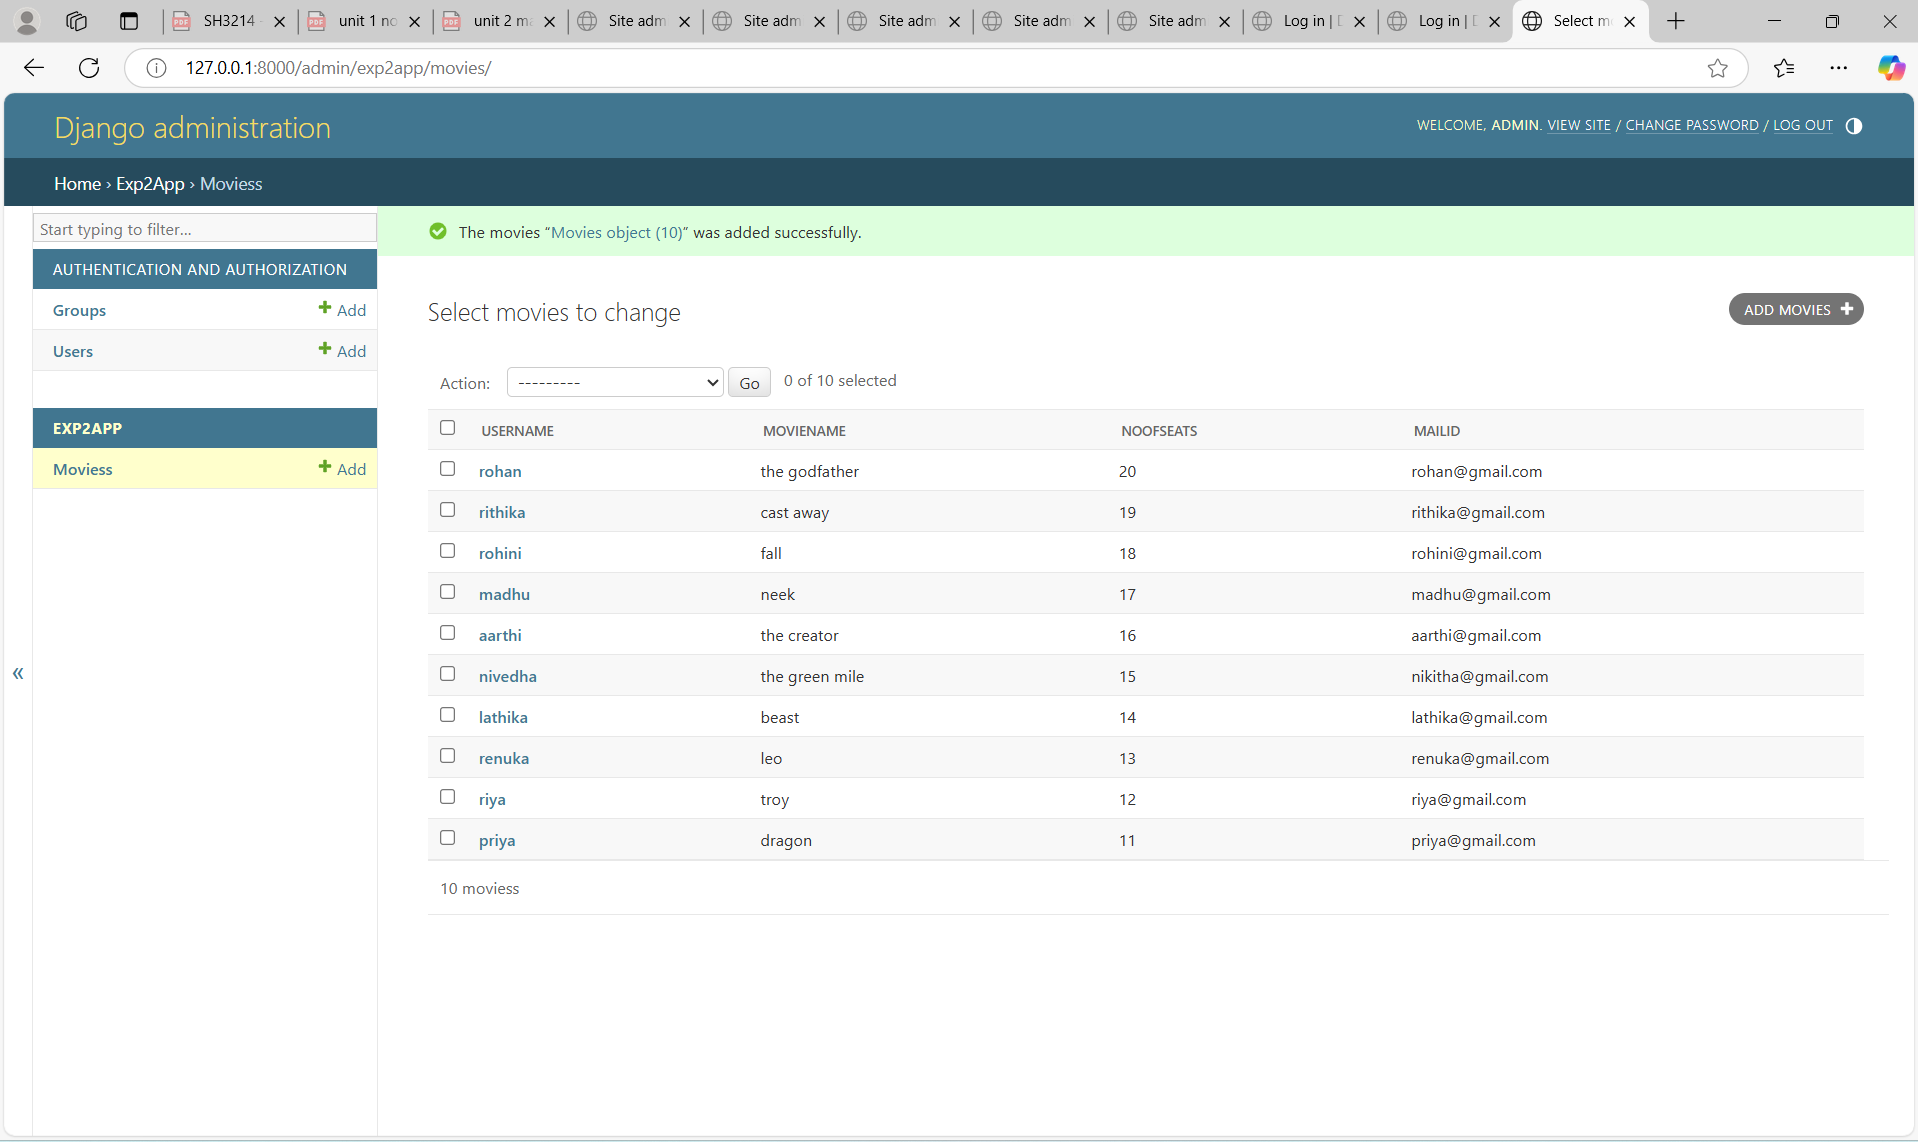 SH3214 -
unit 1 no
unit 2 ma
Site adm
Site adm
Site adm
Site adm
Site adm
Log in | D
Log in | D
Select mo
127.0.0.1:8000/admin/exp2app/movies/
Django administration
WELCOME, ADMIN. VIEW SITE / CHANGE PASSWORD / LOG OUT
Home › Exp2App › Moviess
Start typing to filter...
The movies “Movies object (10)” was added successfully.
AUTHENTICATION AND AUTHORIZATION
Groups Add
Users Add
EXP2APP
Moviess Add
«
Select movies to change
ADD MOVIES
Action: --------- Go 0 of 10 selected
USERNAME MOVIENAME NOOFSEATS MAILID
rohan the godfather 20 rohan@gmail.com
rithika cast away 19 rithika@gmail.com
rohini fall 18 rohini@gmail.com
madhu neek 17 madhu@gmail.com
aarthi the creator 16 aarthi@gmail.com
nivedha the green mile 15 nikitha@gmail.com
lathika beast 14 lathika@gmail.com
renuka leo 13 renuka@gmail.com
riya troy 12 riya@gmail.com
priya dragon 11 priya@gmail.com
10 moviess